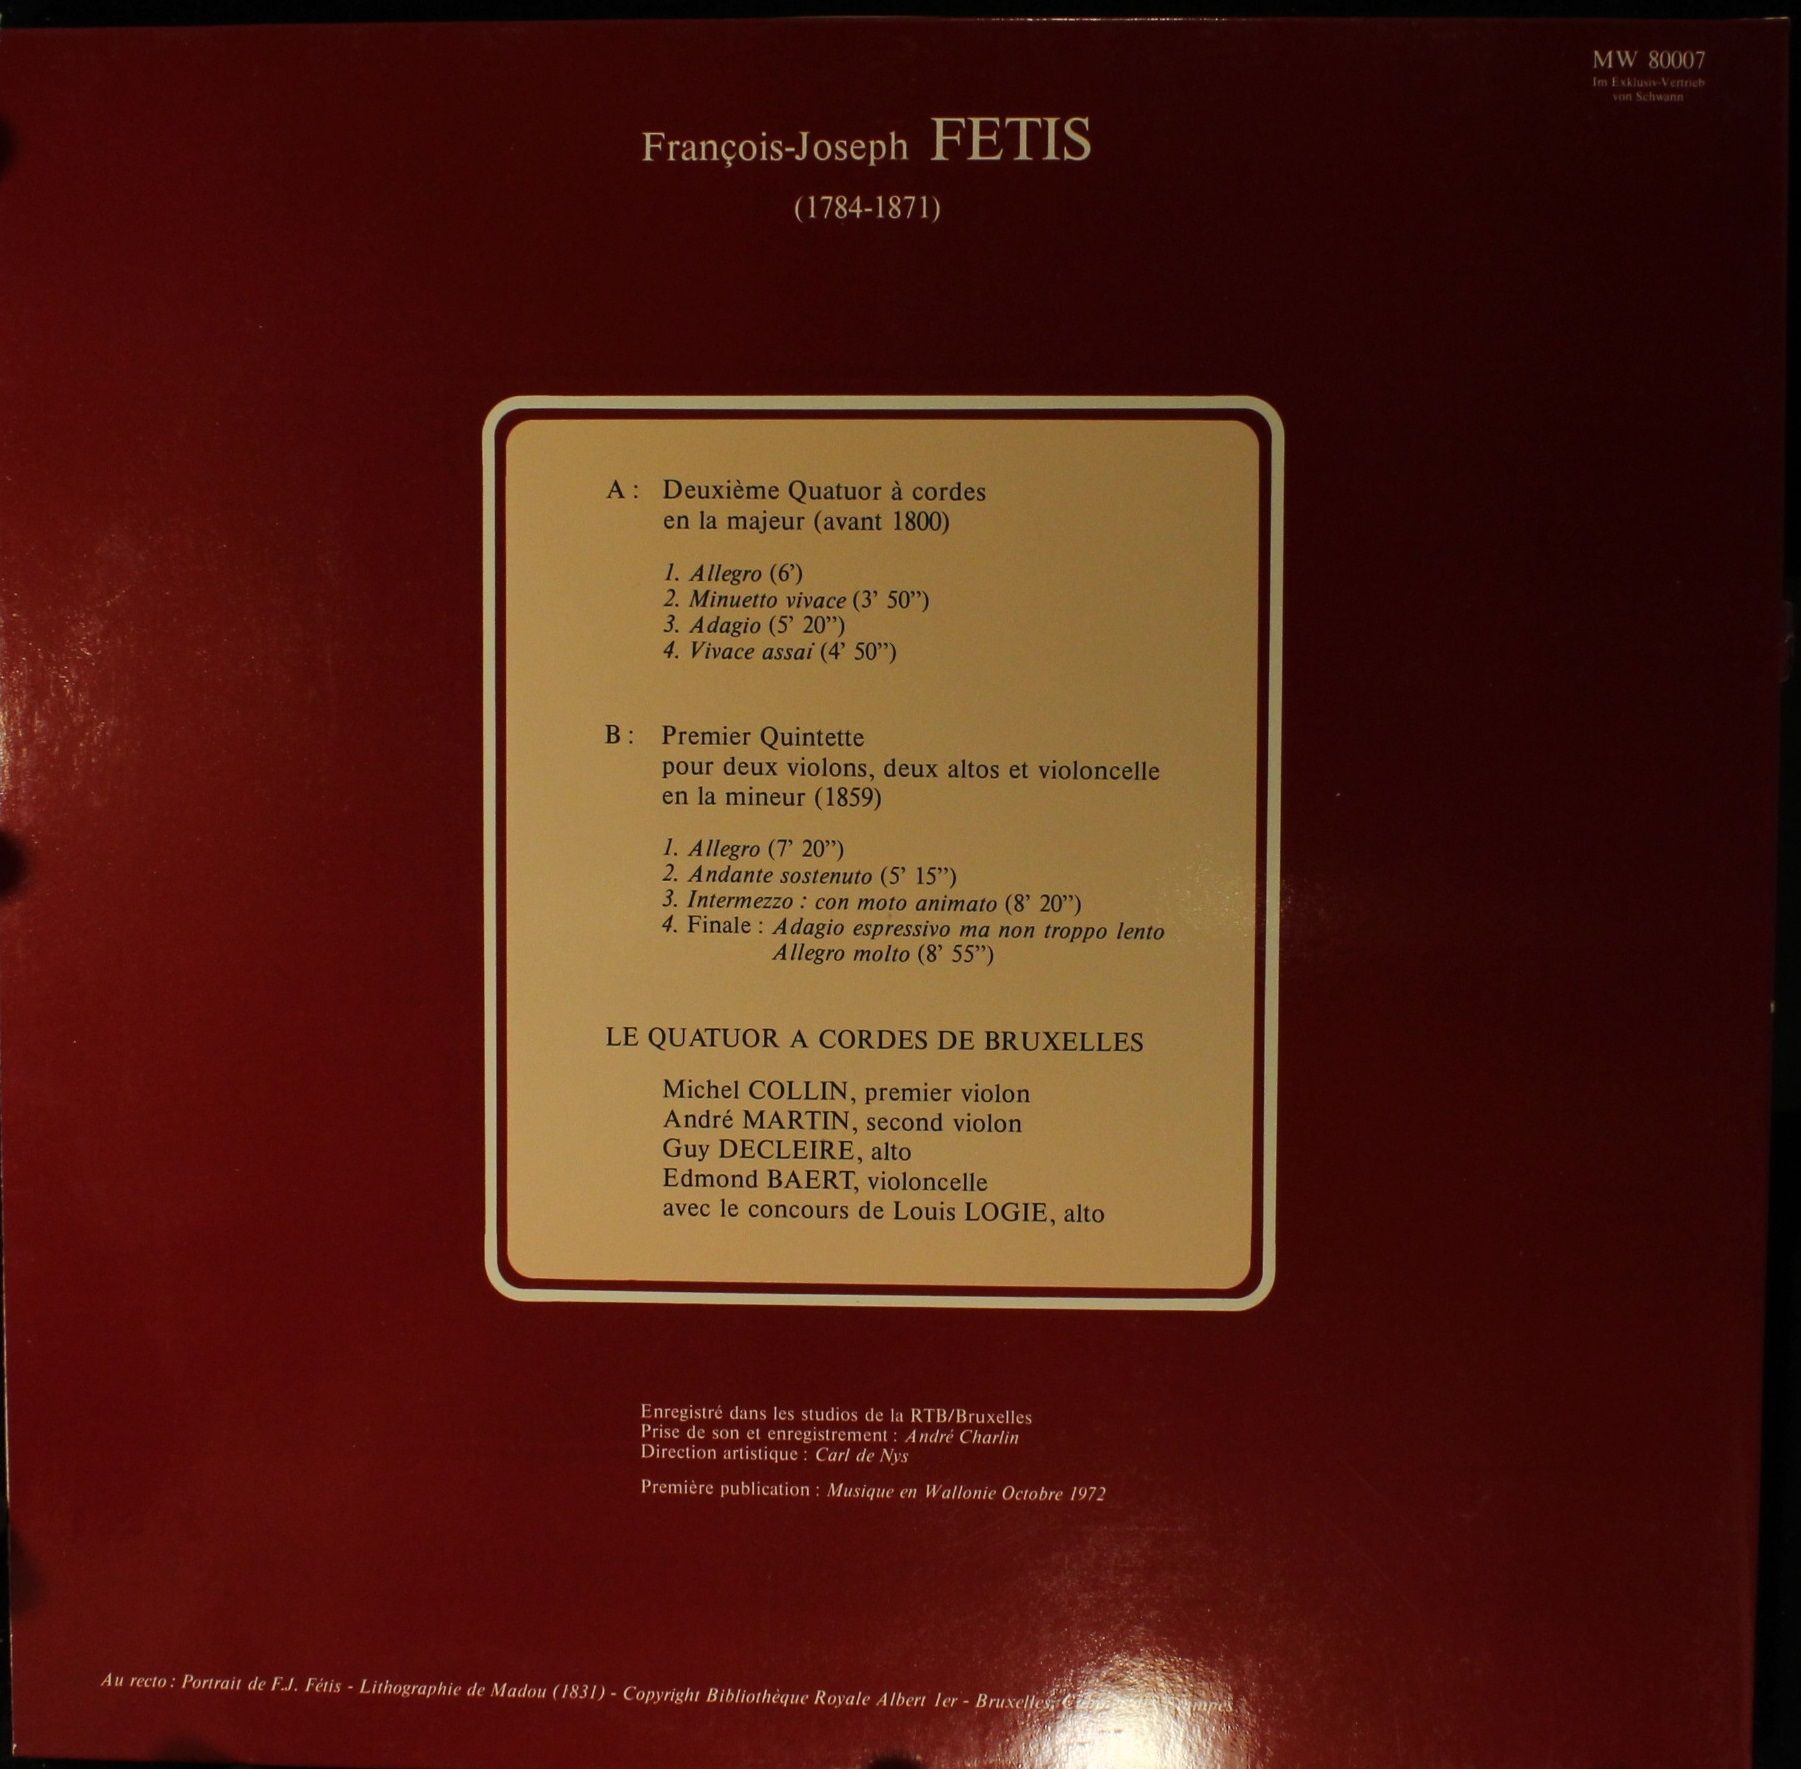 MW 80007
Im Exklusiv-Vertrieb
von Schwann
François-Joseph FETIS
(1784-1871)
A : Deuxième Quatuor à cordes
en la majeur (avant 1800)
1. Allegro (6’)
2. Minuetto vivace (3’ 50”)
3. Adagio (5’ 20”)
4. Vivace assai (4’ 50”)
B : Premier Quintette
pour deux violons, deux altos et violoncelle
en la mineur (1859)
1. Allegro (7’ 20”)
2. Andante sostenuto (5’ 15”)
3. Intermezzo : con moto animato (8’ 20”)
4. Finale : Adagio espressivo ma non troppo lento
Allegro molto (8’ 55”)
LE QUATUOR A CORDES DE BRUXELLES
Michel COLLIN, premier violon
André MARTIN, second violon
Guy DECLEIRE, alto
Edmond BAERT, violoncelle
avec le concours de Louis LOGIE, alto
Enregistré dans les studios de la RTB/Bruxelles
Prise de son et enregistrement : André Charlin
Direction artistique : Carl de Nys
Première publication : Musique en Wallonie Octobre 1972
Au recto : Portrait de F.J. Fétis - Lithographie de Madou (1831) - Copyright Bibliothèque Royale Albert 1er - Bruxelles,